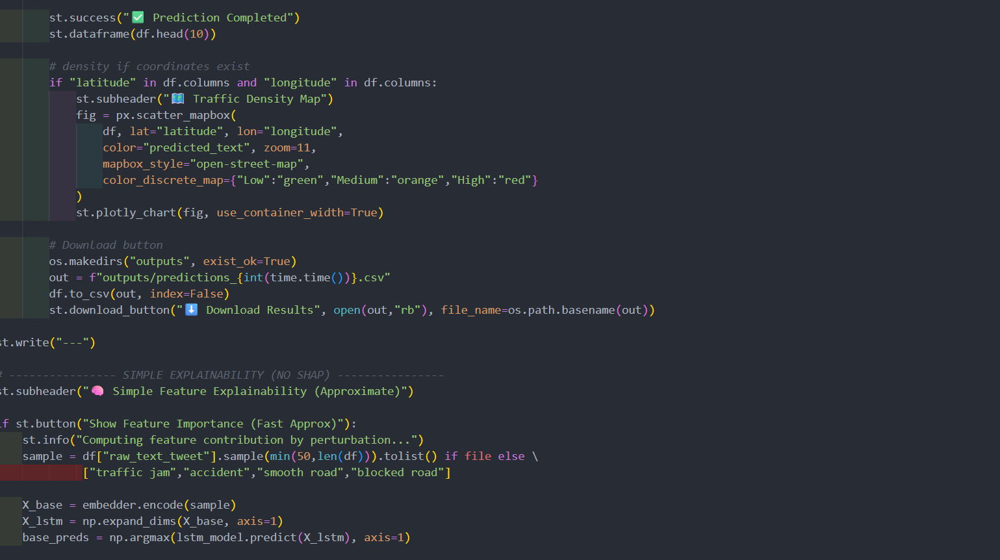 st.success("✅ Prediction Completed")
st.dataframe(df.head(10))
# density if coordinates exist
if "latitude" in df.columns and "longitude" in df.columns:
st.subheader("🗺️ Traffic Density Map")
fig = px.scatter_mapbox(
df, lat="latitude", lon="longitude",
color="predicted_text", zoom=11,
mapbox_style="open-street-map",
color_discrete_map={"Low":"green","Medium":"orange","High":"red"}
)
st.plotly_chart(fig, use_container_width=True)
# Download button
os.makedirs("outputs", exist_ok=True)
out = f"outputs/predictions_{int(time.time())}.csv"
df.to_csv(out, index=False)
st.download_button("⬇️ Download Results", open(out,"rb"), file_name=os.path.basename(out))
st.write("---")
# ---------------- SIMPLE EXPLAINABILITY (NO SHAP) ----------------
st.subheader("🧠 Simple Feature Explainability (Approximate)")
if st.button("Show Feature Importance (Fast Approx)"):
st.info("Computing feature contribution by perturbation...")
sample = df["raw_text_tweet"].sample(min(50,len(df))).tolist() if file else \
["traffic jam","accident","smooth road","blocked road"]
X_base = embedder.encode(sample)
X_lstm = np.expand_dims(X_base, axis=1)
base_preds = np.argmax(lstm_model.predict(X_lstm), axis=1)